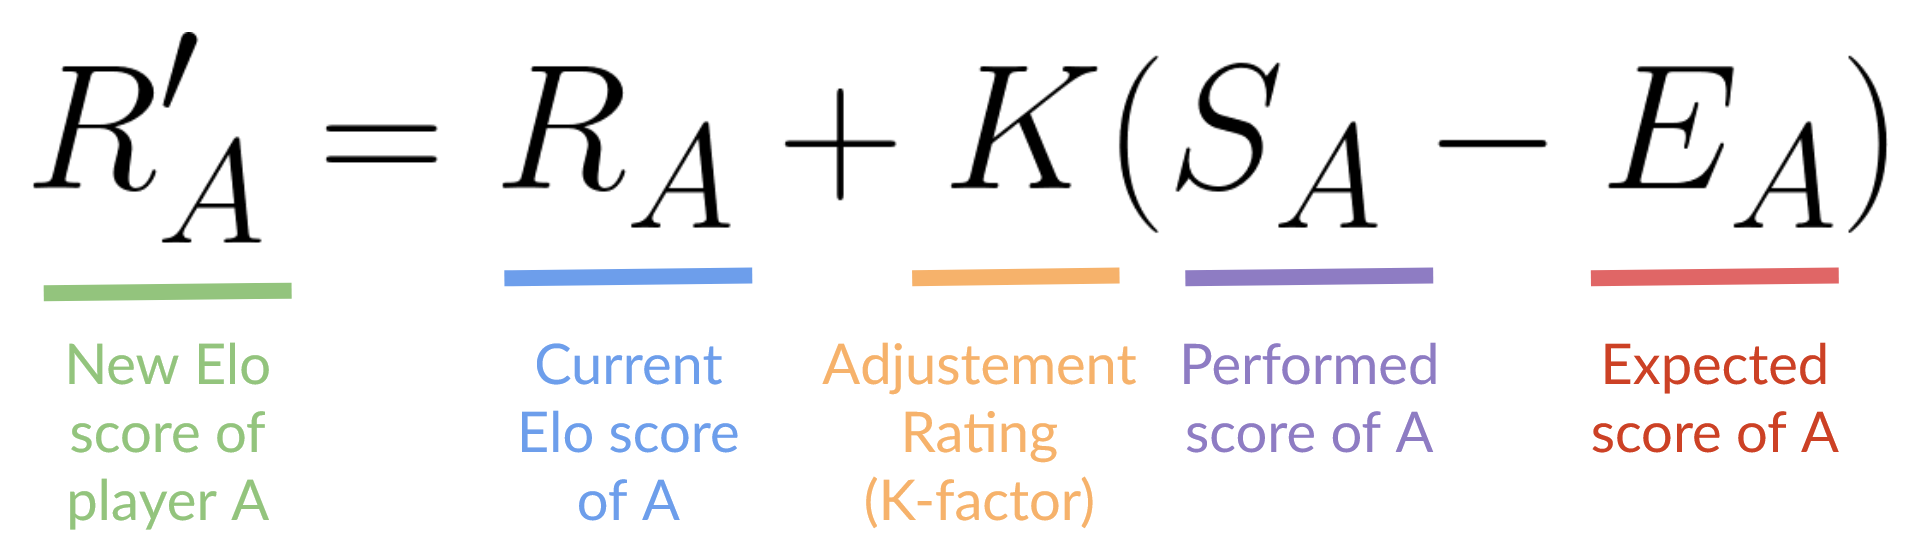 R′_A = R_A + K(S_A − E_A)
New Elo
score of
player A
Current
Elo score
of A
Adjustement
Rating
(K-factor)
Performed
score of A
Expected
score of A